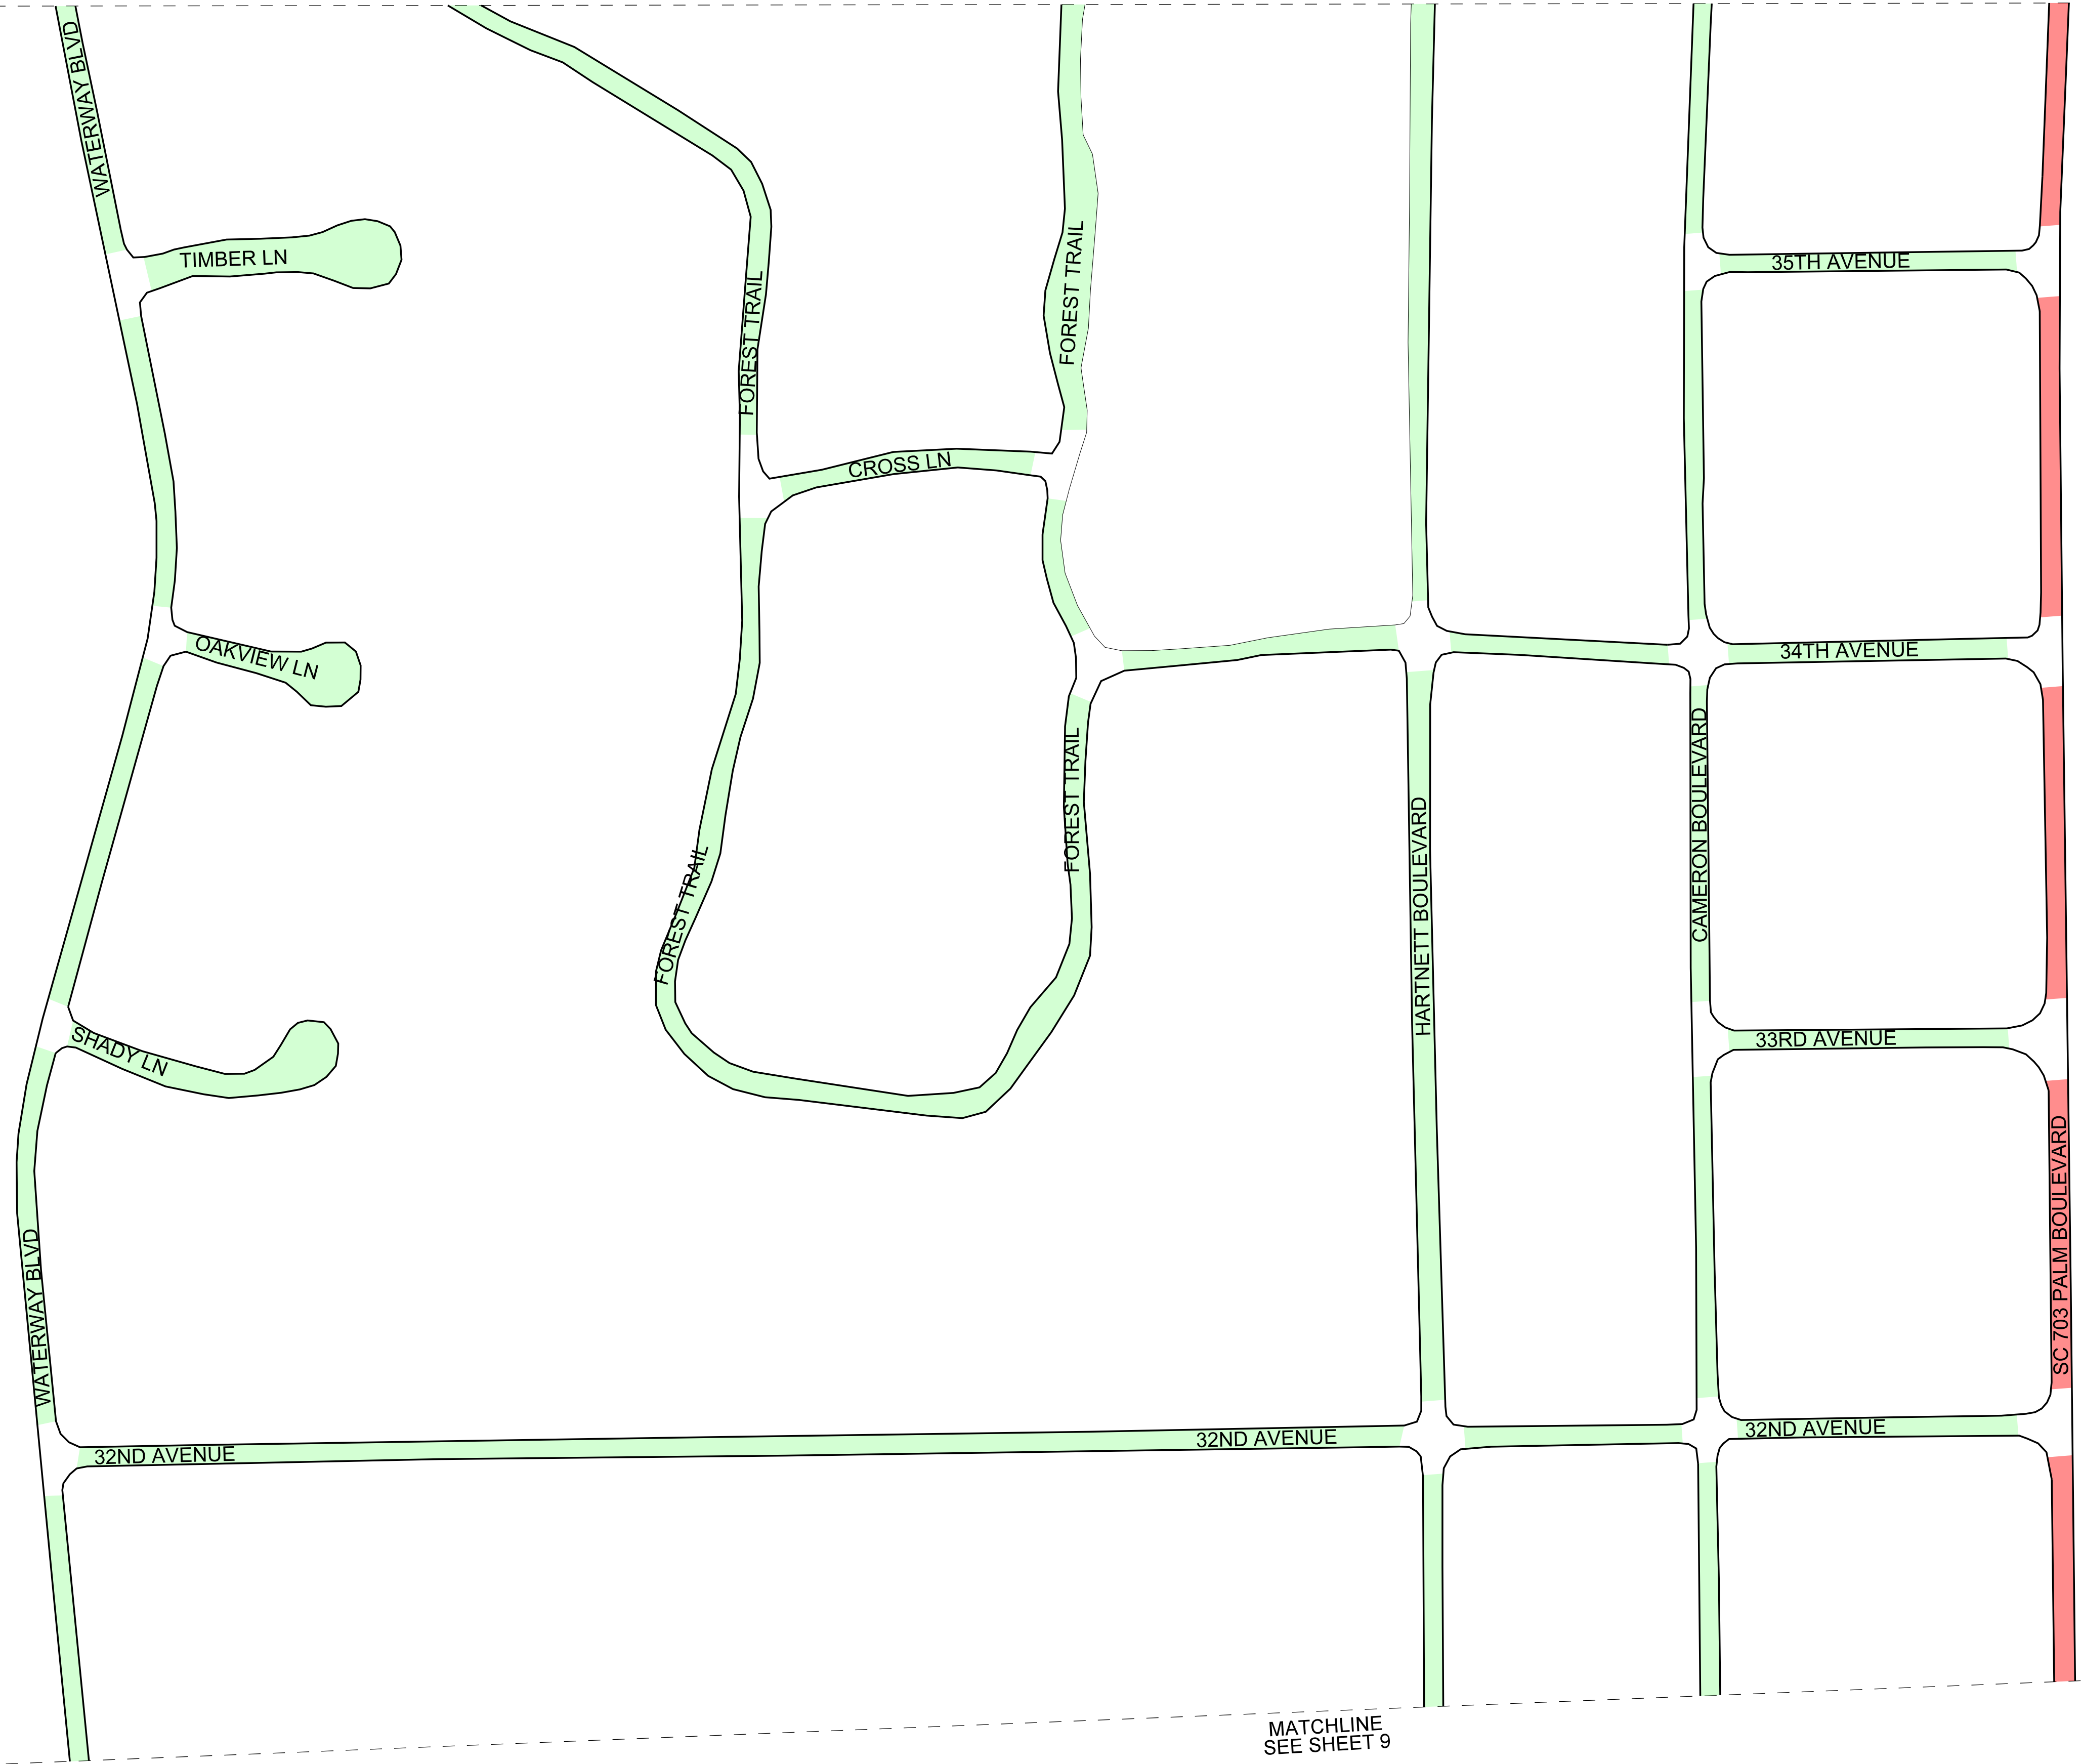 WATERWAY BLVD
TIMBER LN
FOREST TRAIL
FOREST TRAIL
35TH AVENUE
CROSS LN
OAKVIEW LN
34TH AVENUE
FOREST TRAIL
CAMERON BOULEVARD
FOREST TRAIL
HARTNETT BOULEVARD
SHADY LN
33RD AVENUE
WATERWAY BLVD
SC 703 PALM BOULEVARD
32ND AVENUE
32ND AVENUE
32ND AVENUE
MATCHLINE
SEE SHEET 9